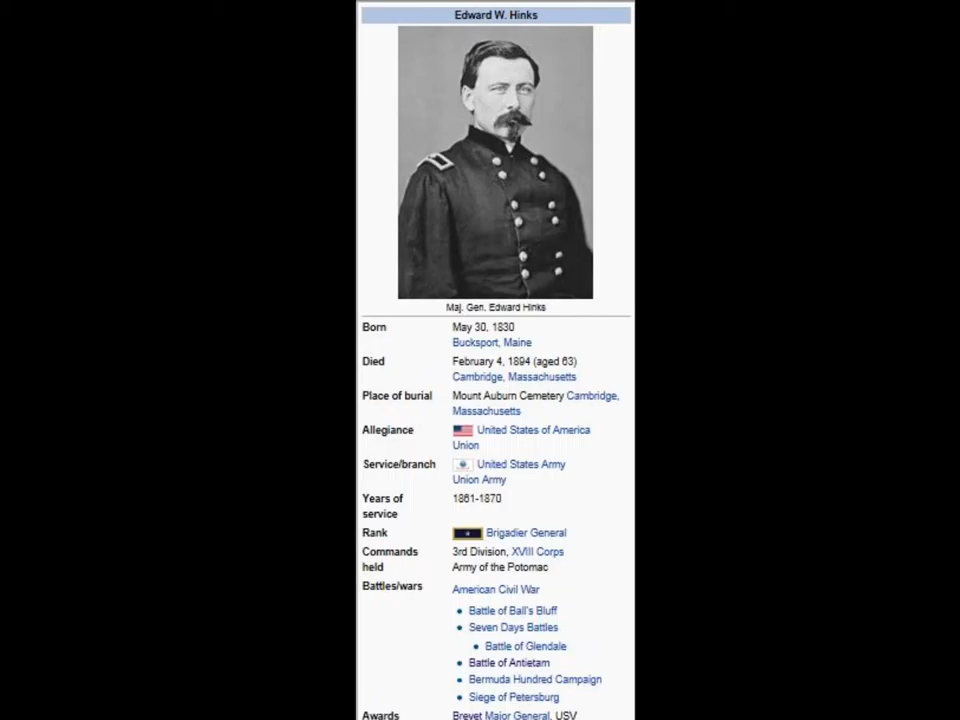 Edward W. Hinks
Maj. Gen. Edward Hinks
Born May 30, 1830
Bucksport, Maine
Died February 4, 1894 (aged 63)
Cambridge, Massachusetts
Place of burial Mount Auburn Cemetery Cambridge,
Massachusetts
Allegiance United States of America
Union
Service/branch United States Army
Union Army
Years of 1861-1870
service
Rank Brigadier General
Commands 3rd Division, XVIII Corps
held Army of the Potomac
Battles/wars American Civil War
Battle of Ball's Bluff
Seven Days Battles
Battle of Glendale
Battle of Antietam
Bermuda Hundred Campaign
Siege of Petersburg
Awards Brevet Major General, USV